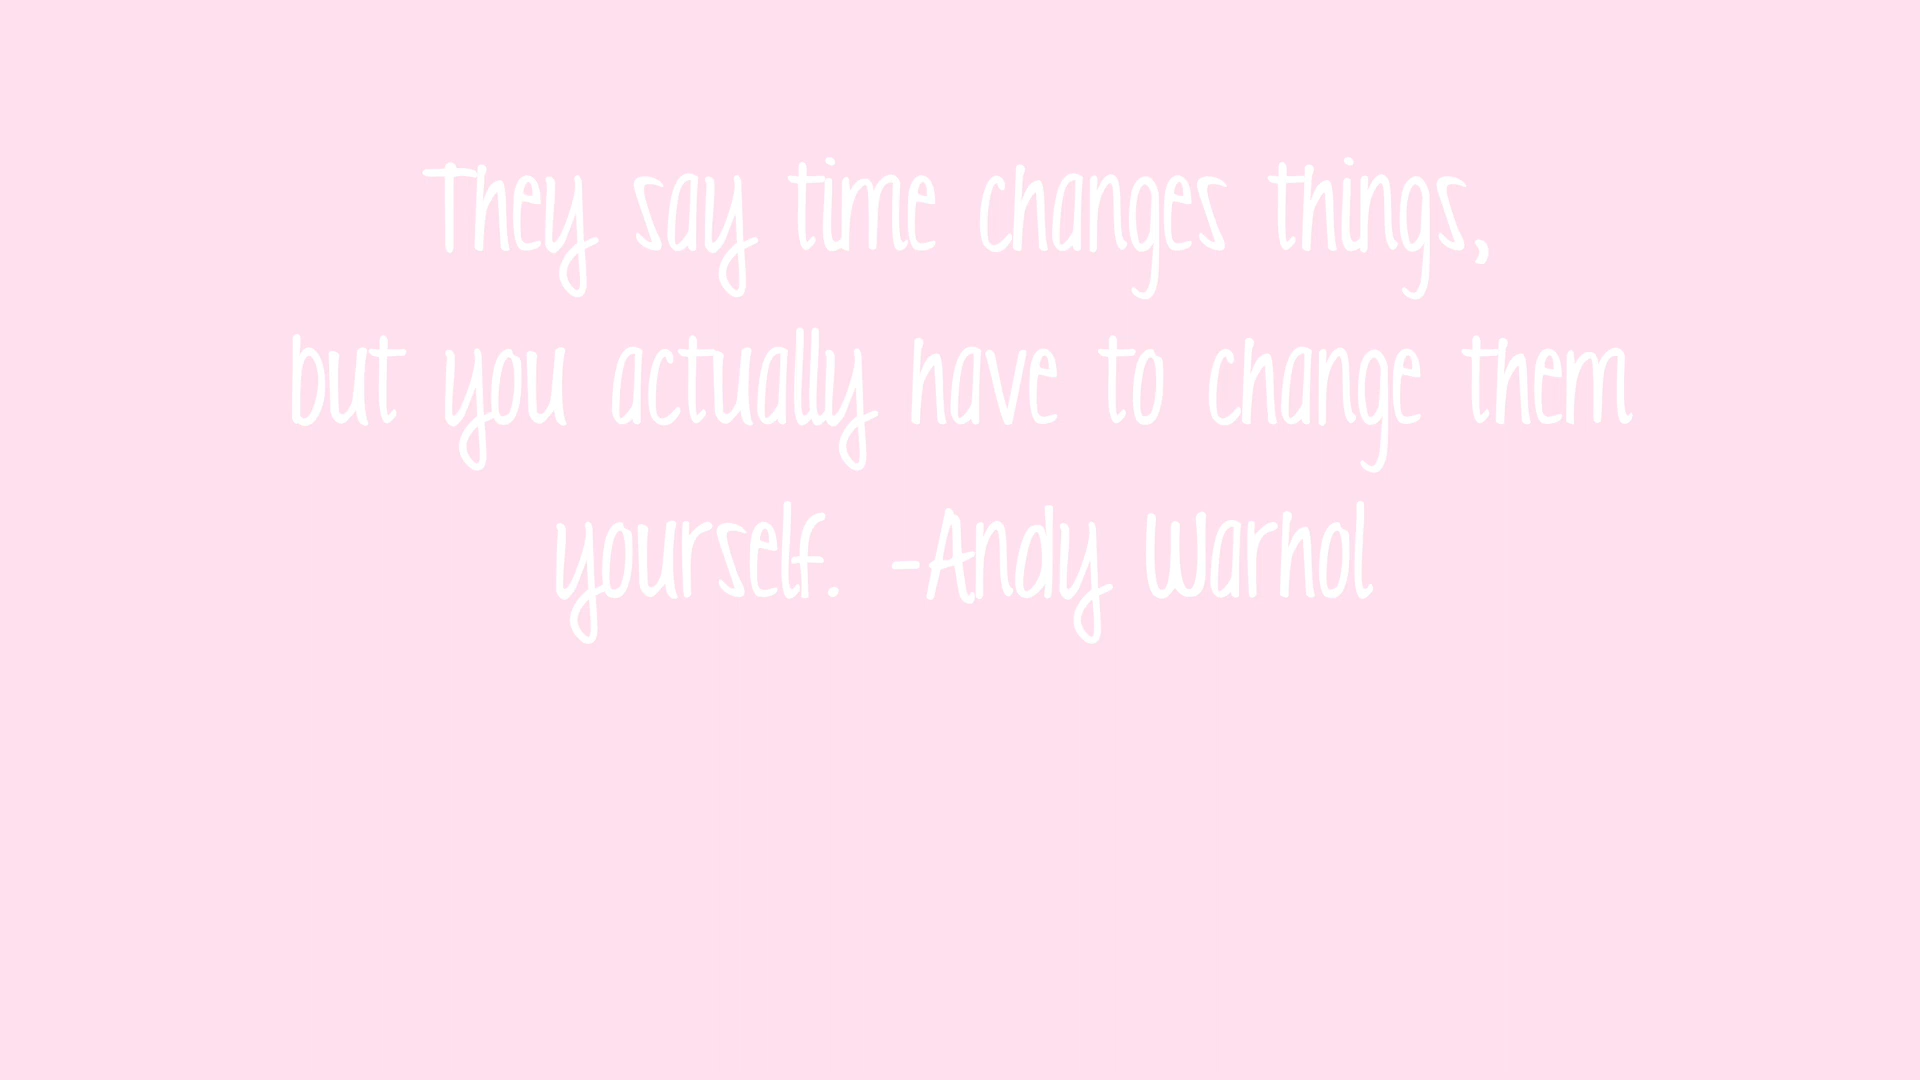 They say time changes things,
but you actually have to change them
yourself. -Andy Warhol